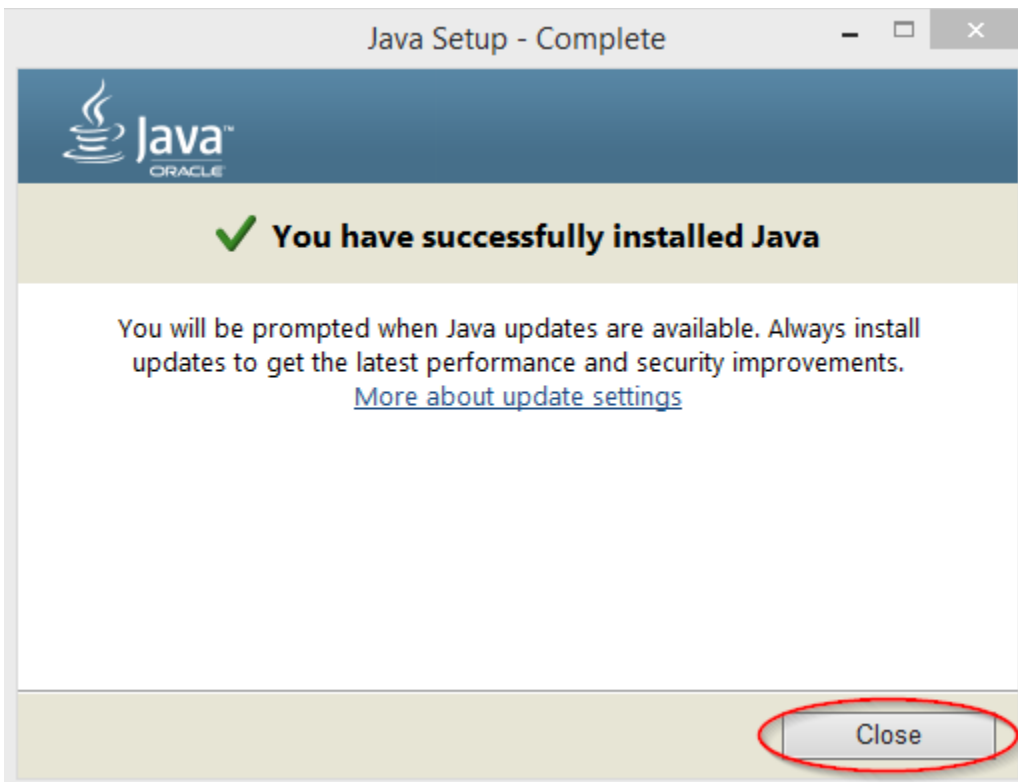 Java Setup - Complete
Java™
ORACLE
You have successfully installed Java
You will be prompted when Java updates are available. Always install
updates to get the latest performance and security improvements.
More about update settings
Close